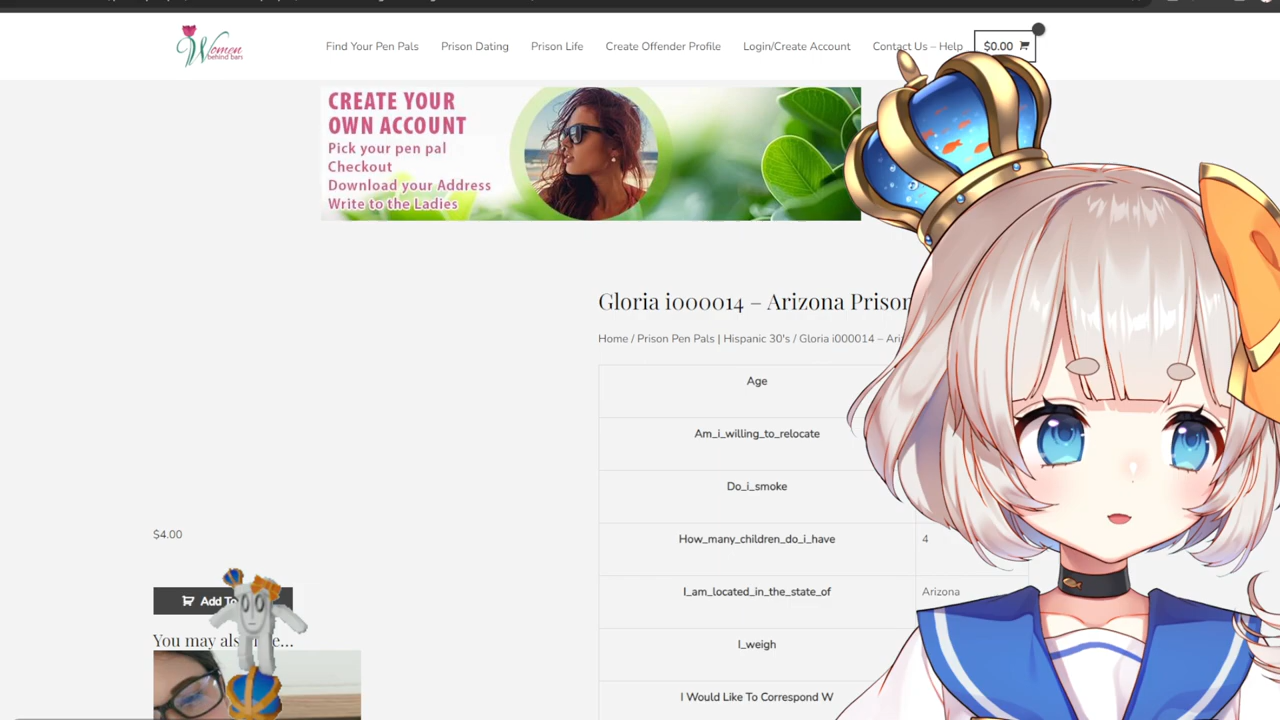 Women
behind bars
Find Your Pen Pals
Prison Dating
Prison Life
Create Offender Profile
Login/Create Account
Contact Us – Help
$0.00
CREATE YOUR
OWN ACCOUNT
Pick your pen pal
Checkout
Download your Address
Write to the Ladies
Gloria i000014 – Arizona Prison
Home / Prison Pen Pals | Hispanic 30's / Gloria i000014 – Ari
Age
Am_i_willing_to_relocate
Do_i_smoke
How_many_children_do_i_have
4
I_am_located_in_the_state_of
Arizona
I_weigh
I Would Like To Correspond W
$4.00
Add To
You may als